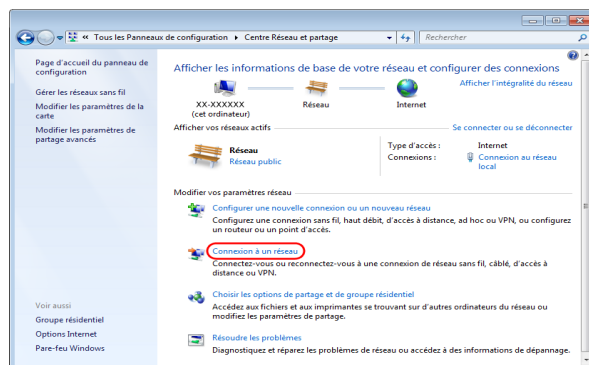 « Tous les Panneaux de configuration ▸ Centre Réseau et partage
Rechercher
Page d'accueil du panneau de
configuration
Gérer les réseaux sans fil
Modifier les paramètres de la
carte
Modifier les paramètres de
partage avancés
Voir aussi
Groupe résidentiel
Options Internet
Pare-feu Windows
Afficher les informations de base de votre réseau et configurer des connexions
Afficher l'intégralité du réseau
XX-XXXXXX
(cet ordinateur)
Réseau
Internet
Afficher vos réseaux actifs
Se connecter ou se déconnecter
Réseau
Réseau public
Type d'accès :
Internet
Connexions :
Connexion au réseau
local
Modifier vos paramètres réseau
Configurer une nouvelle connexion ou un nouveau réseau
Configurez une connexion sans fil, haut débit, d'accès à distance, ad hoc ou VPN, ou configurez
un routeur ou un point d'accès.
Connexion à un réseau
Connectez-vous ou reconnectez-vous à une connexion de réseau sans fil, câblé, d'accès à
distance ou VPN.
Choisir les options de partage et de groupe résidentiel
Accédez aux fichiers et aux imprimantes se trouvant sur d'autres ordinateurs du réseau ou
modifiez les paramètres de partage.
Résoudre les problèmes
Diagnostiquez et réparez les problèmes de réseau ou accédez à des informations de dépannage.